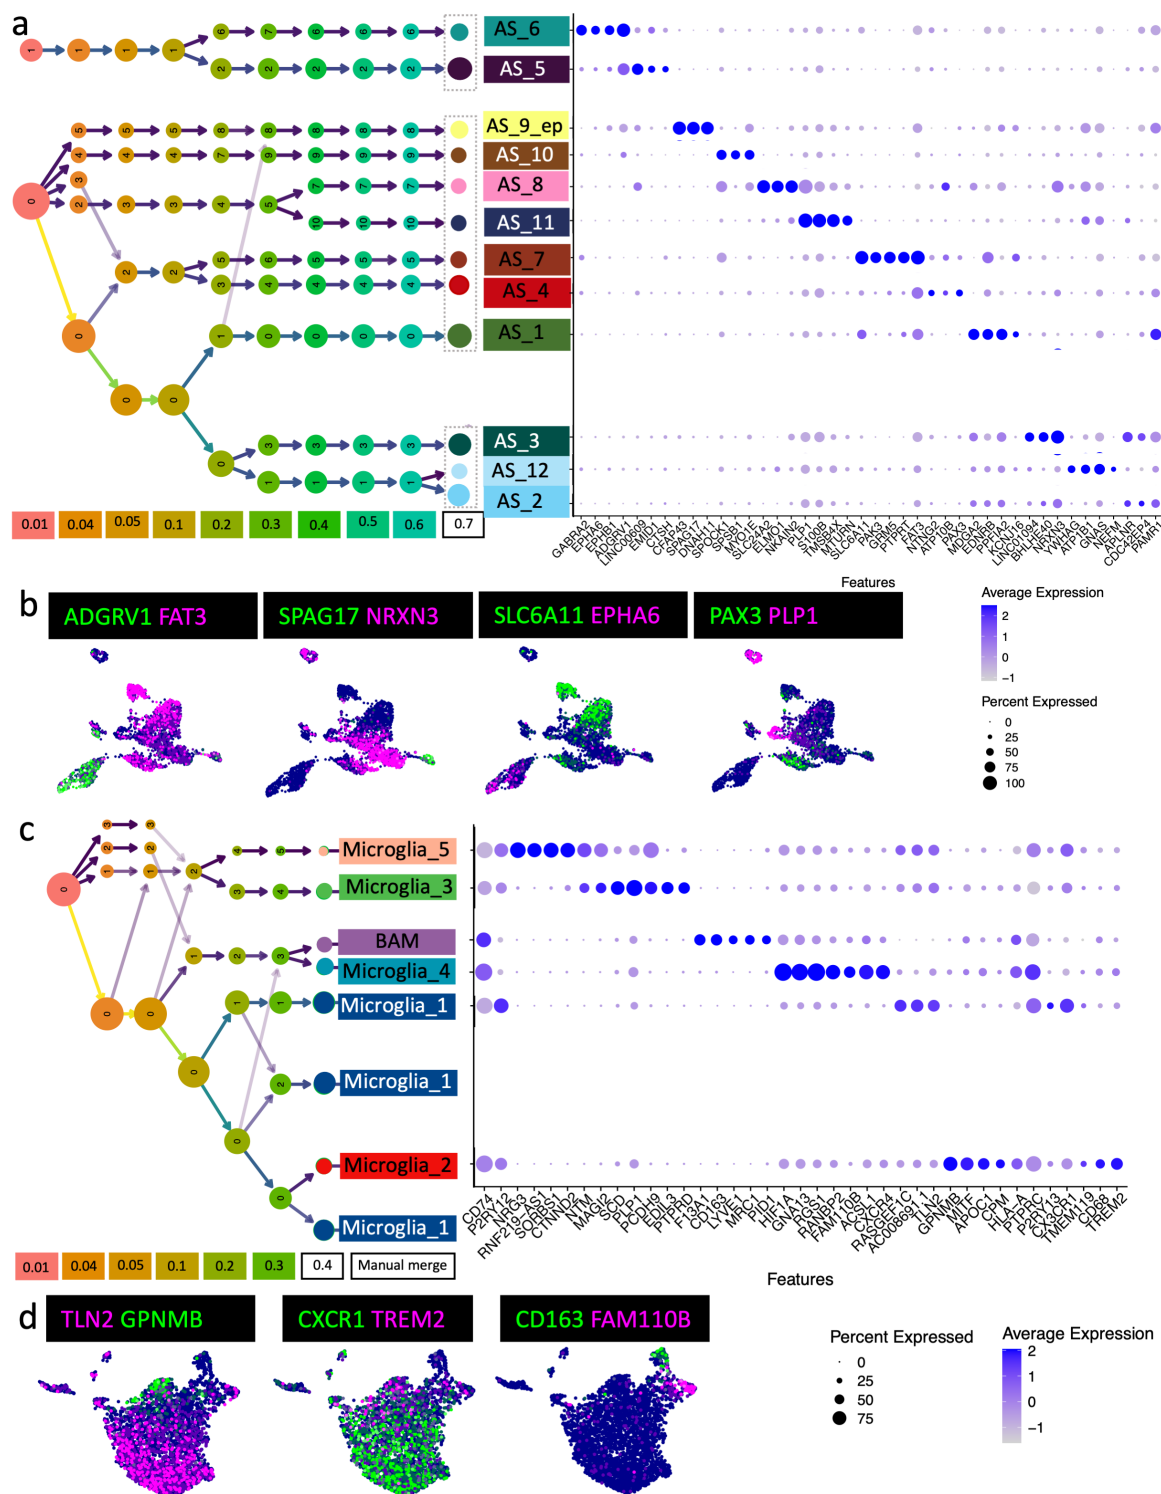 a
AS_6
AS_5
AS_9_ep
AS_10
AS_8
AS_11
AS_7
AS_4
AS_1
AS_3
AS_12
AS_2
0.01 0.04 0.05 0.1 0.2 0.3 0.4 0.5 0.6 0.7
GABRA2 EPHA6 EPHB1 ADGRV1 LINC00609 EMID1 TSH CFAP43 SPAG17 DNAH11 SPOCK1 SPSB1 MYO1E SLC24A2 ELMO1 NKAIN2 PLP1 S100B TMSB4X MTURN SLC6A11 PAK3 GRM5 PTPRT FAT3 NTNG2 ATP10B PAX3 MDGA2 EDNRB PPFIA2 KCNJ16 LINC01094 BHLHE40 NRXN3 YWHAG ATP1B1 GNAS NEFM APLNR CDC42EP4 PAMR1
Features
b
ADGRV1 FAT3
SPAG17 NRXN3
SLC6A11 EPHA6
PAX3 PLP1
Average Expression
2
1
0
−1
Percent Expressed
0
25
50
75
100
c
Microglia_5
Microglia_3
BAM
Microglia_4
Microglia_1
Microglia_1
Microglia_2
Microglia_1
0.01 0.04 0.05 0.1 0.2 0.3 0.4 Manual merge
CD74 P2RY12 NRG3 RNF219−AS1 SORBS1 CTNND2 NTM MAGI2 SCD PLP1 PCDH9 EDIL3 PTPRD F13A1 CD163 LYVE1 MRC1 PID1 HIF1A GNA13 RGS1 RANBP2 FAM110B ACSL1 CXCR4 RASGEF1C AC008691.1 TLN2 GPNMB MITF APOC1 CPM HLA−A PTPRC P2RY13 CX3CR1 TMEM119 CD68 TREM2
Features
d
TLN2 GPNMB
CXCR1 TREM2
CD163 FAM110B
Percent Expressed
0
25
50
75
Average Expression
2
1
0
−1